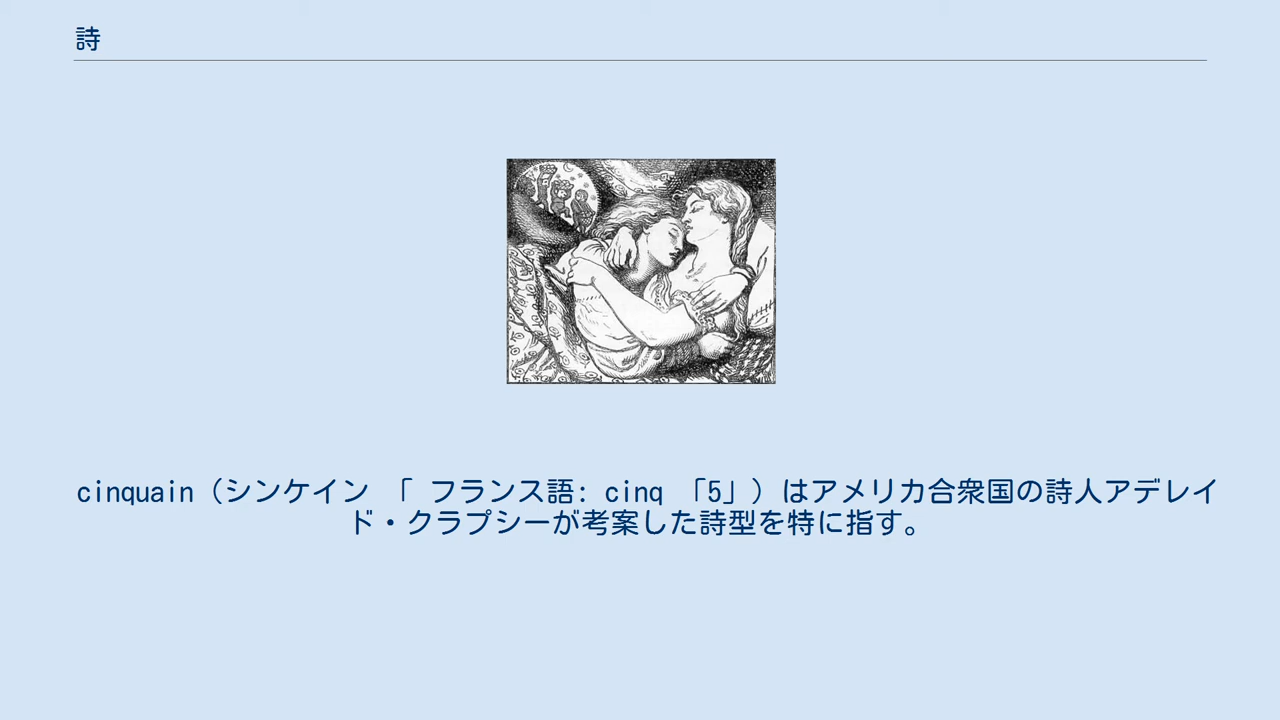 詩
cinquain（シンケイン 「 フランス語: cinq 「5」）はアメリカ合衆国の詩人アデレイ
ド・クラプシーが考案した詩型を特に指す。